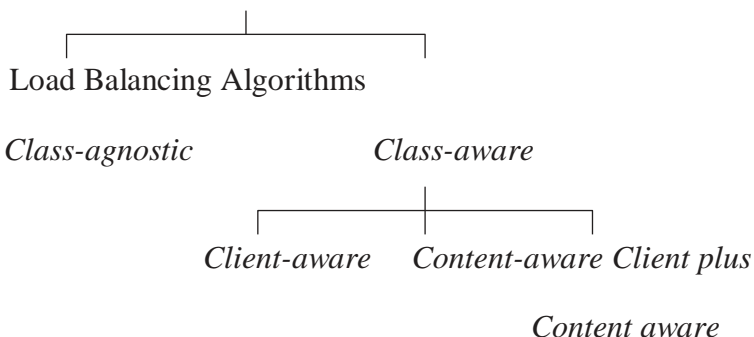 Load Balancing Algorithms
Class-agnostic Class-aware
Client-aware Content-aware Client plus
Content aware